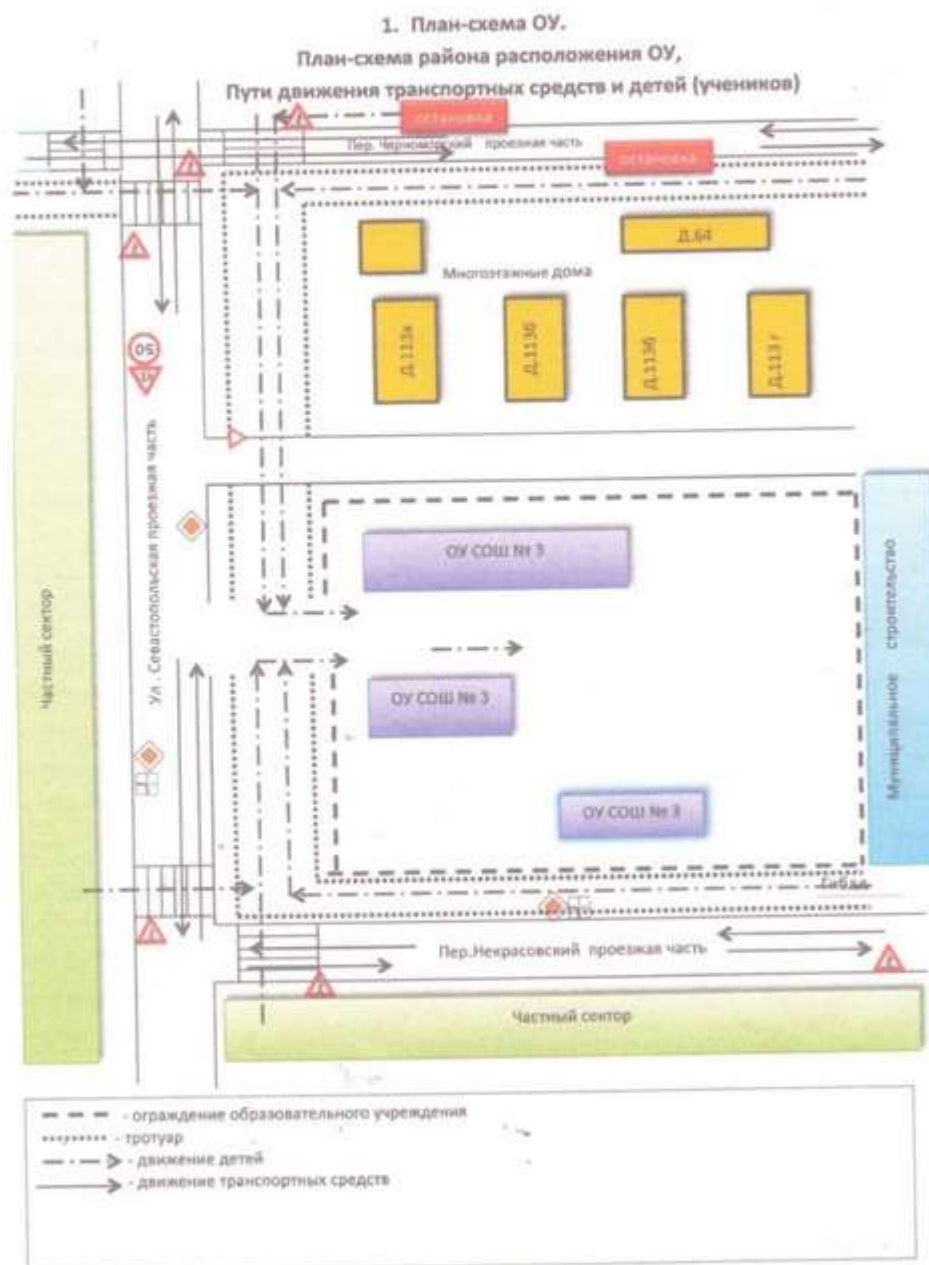 1. План-схема ОУ.
План-схема района расположения ОУ,
Пути движения транспортных средств и детей (учеников)
остановка
Пер. Черноморский проезжая часть
остановка
Д.64
Многоэтажные дома
Д.113а
Д.113б
Д.113б
Д.113 г
50
Ул . Севастопольская проезжая часть
Частный сектор
ОУ СОШ № 3
ОУ СОШ № 3
ОУ СОШ № 3
Муниципальное строительство
Пер.Некрасовский проезжая часть
Частный сектор
- ограждение образовательного учреждения
- тротуар
- движение детей
- движение транспортных средств